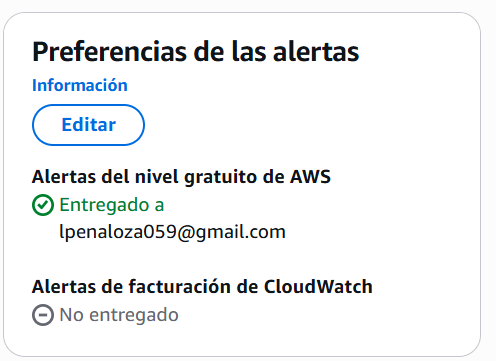 Preferencias de las alertas
Información
Editar
Alertas del nivel gratuito de AWS
Entregado a
lpenaloza059@gmail.com
Alertas de facturación de CloudWatch
No entregado